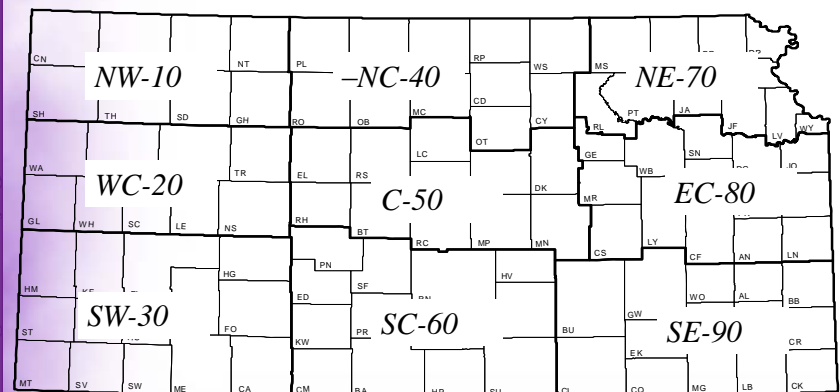 CN NT PL RP WS MS
NW-10 –NC-40 NE-70
SH TH SD GH RO OB MC CD CY RL PT JA JF LV WY
OT
WA TR EL RS LC DK GE MR WB SN
WC-20 C-50 EC-80
GL WH SC LE NS RH BT RC MP MN CS LY CF AN LN
HM HG PN ED SF HV WO AL BB
SW-30 SC-60 SE-90
ST FO KW PR BU GW EK CR
MT SV SW ME CA CM MG LB CK